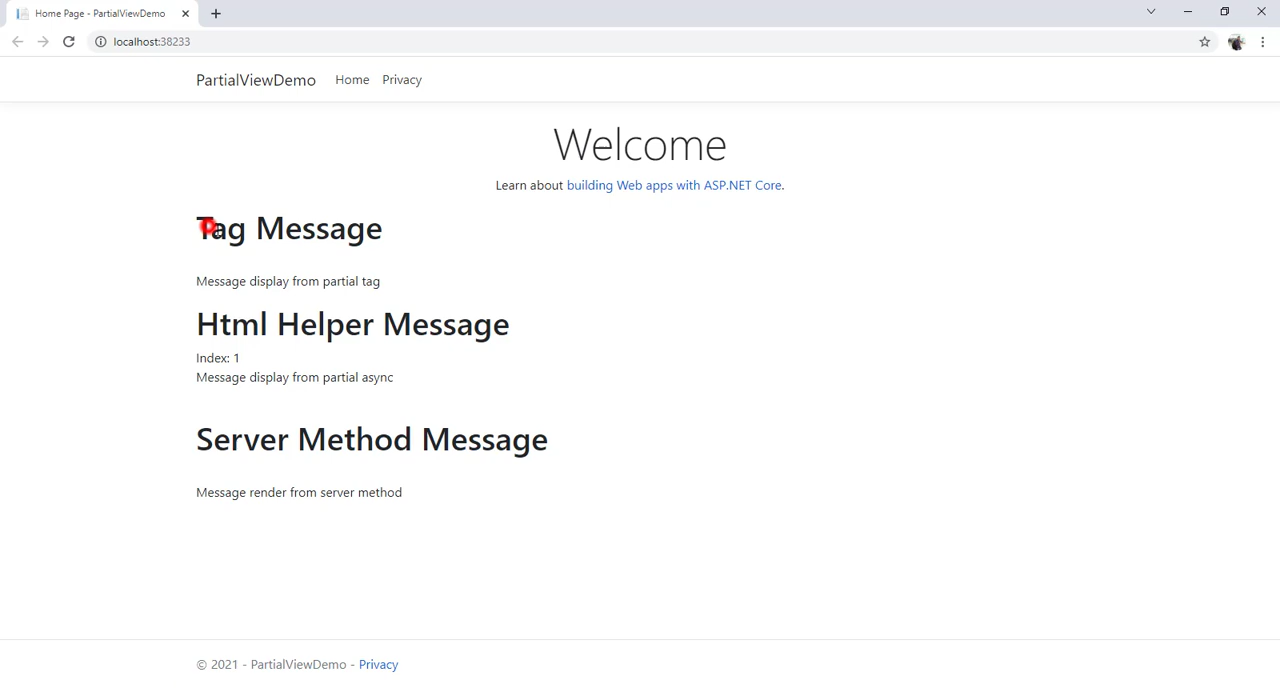 Home Page - PartialViewDemo
localhost:38233
PartialViewDemo Home Privacy
Welcome
Learn about building Web apps with ASP.NET Core.
Tag Message
Message display from partial tag
Html Helper Message
Index: 1
Message display from partial async
Server Method Message
Message render from server method
© 2021 - PartialViewDemo - Privacy